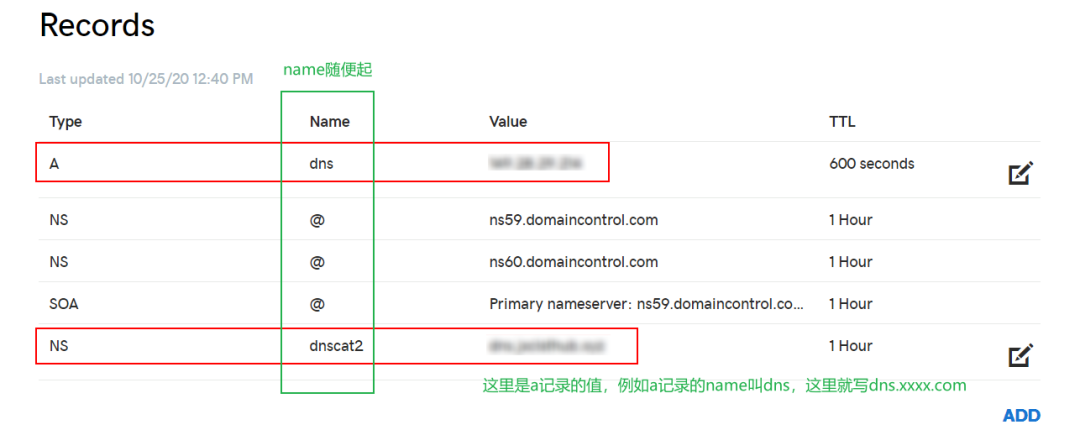 Records
Last updated 10/25/20 12:40 PM
name随便起
Type Name Value TTL
A dns 600 seconds
NS @ ns59.domaincontrol.com 1 Hour
NS @ ns60.domaincontrol.com 1 Hour
SOA @ Primary nameserver: ns59.domaincontrol.co... 1 Hour
NS dnscat2 1 Hour
这里是a记录的值，例如a记录的name叫dns，这里就写dns.xxxx.com
ADD